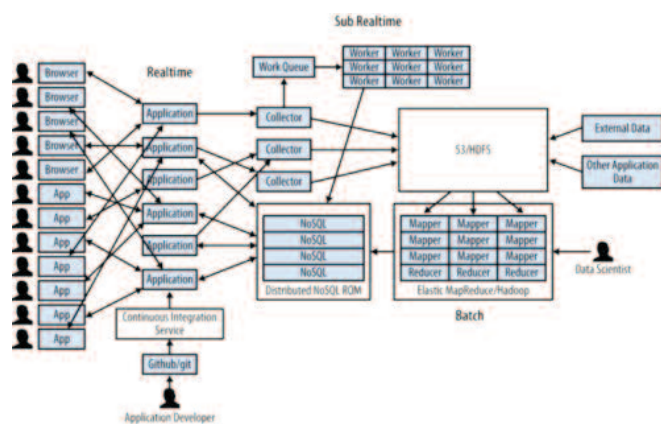 Sub Realtime
Realtime
Browser
Browser
Browser
Browser
Browser
App
App
App
App
App
App
App
Application
Application
Application
Application
Application
Application
Continuous Integration
Service
Github/git
Application Developer
Work Queue
Worker Worker Worker
Worker Worker Worker
Worker Worker Worker
Collector
Collector
Collector
S3/HDFS
External Data
Other Application
Data
NoSQL
NoSQL
NoSQL
NoSQL
Distributed NoSQL ROM
Mapper Mapper Mapper
Mapper Mapper Mapper
Mapper Mapper Mapper
Reducer Reducer Reducer
Elastic MapReduce/Hadoop
Data Scientist
Batch